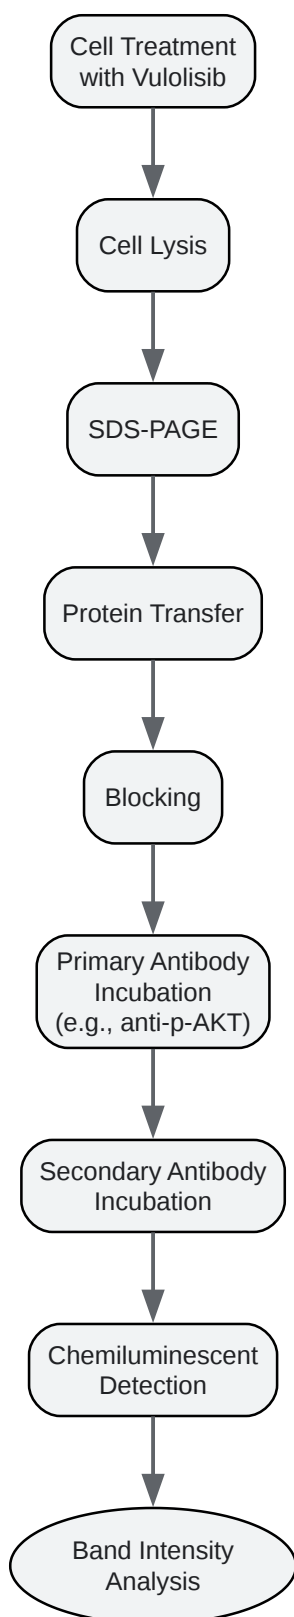 Cell Treatment
with Vulolisib
Cell Lysis
SDS-PAGE
Protein Transfer
Blocking
Primary Antibody
Incubation
(e.g., anti-p-AKT)
Secondary Antibody
Incubation
Chemiluminescent
Detection
Band Intensity
Analysis